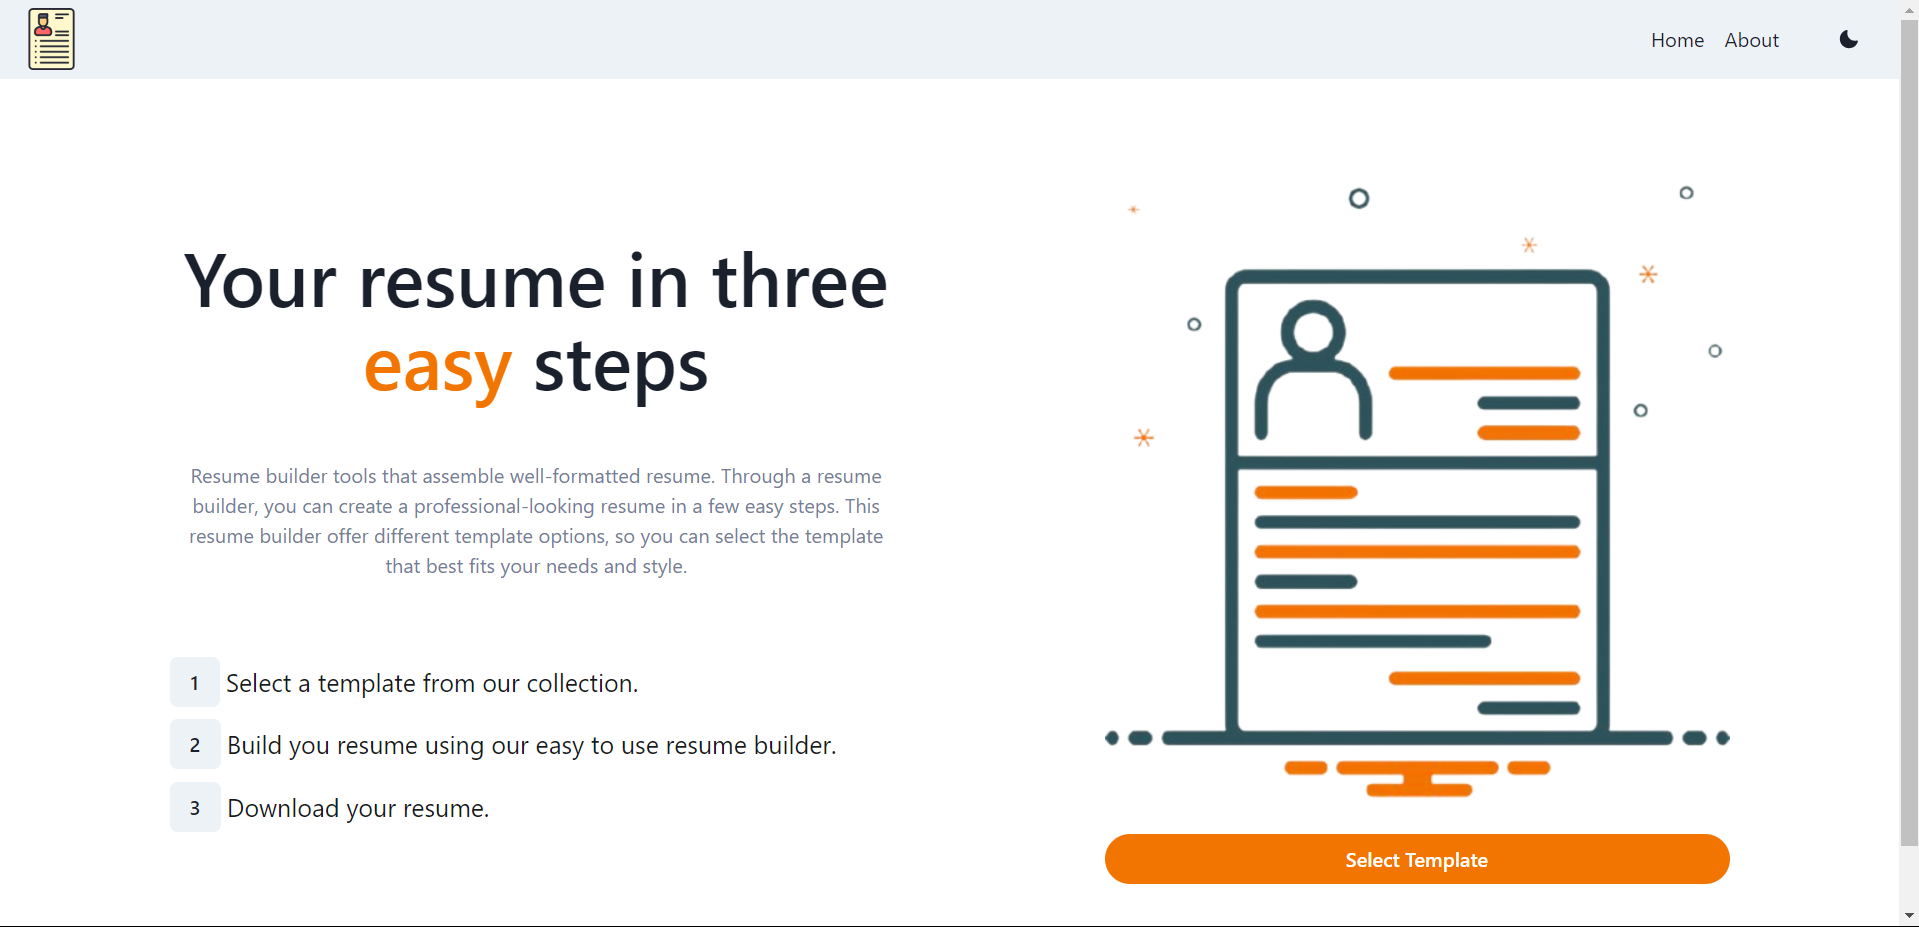 Home About
Your resume in three
easy steps
Resume builder tools that assemble well-formatted resume. Through a resume
builder, you can create a professional-looking resume in a few easy steps. This
resume builder offer different template options, so you can select the template
that best fits your needs and style.
1 Select a template from our collection.
2 Build you resume using our easy to use resume builder.
3 Download your resume.
Select Template